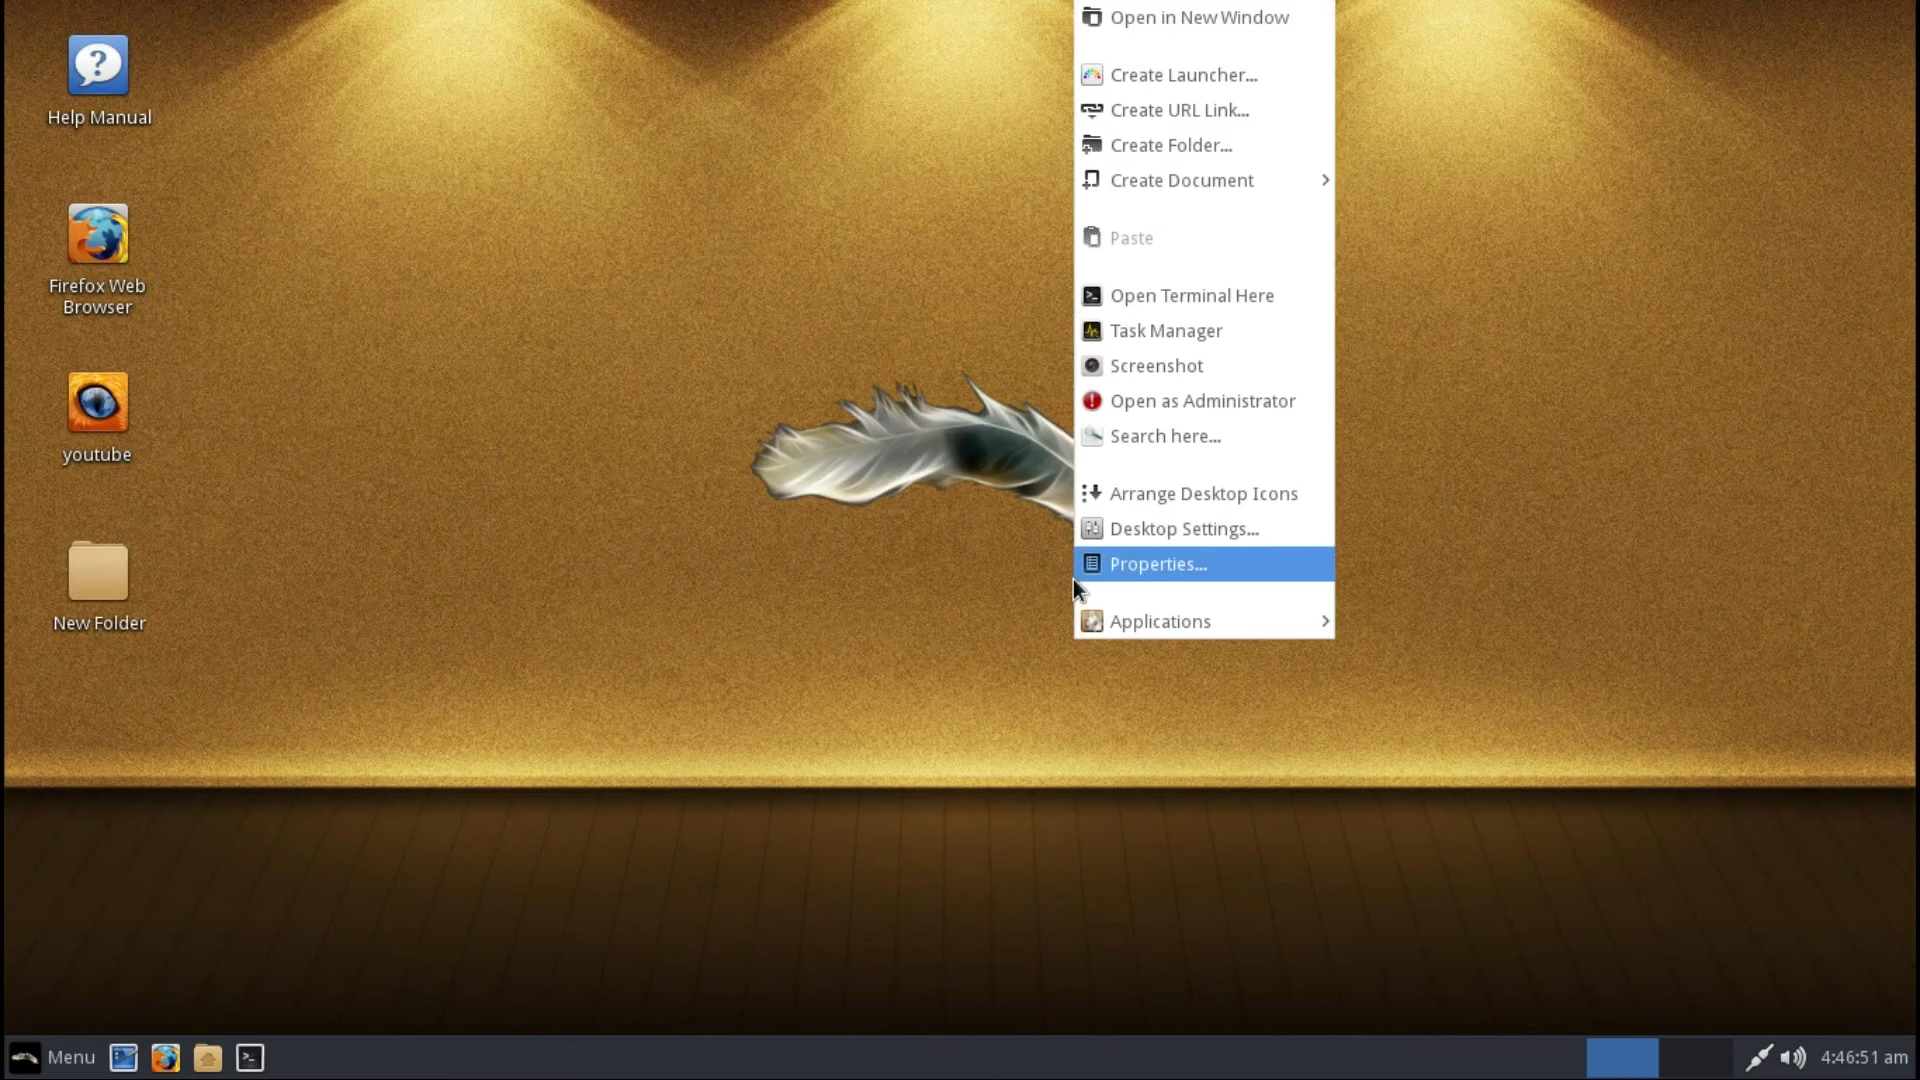 Help Manual
Firefox Web
Browser
youtube
New Folder
Open in New Window
Create Launcher...
Create URL Link...
Create Folder...
Create Document
Paste
Open Terminal Here
Task Manager
Screenshot
Open as Administrator
Search here...
Arrange Desktop Icons
Desktop Settings...
Properties...
Applications
Menu
4:46:51 am